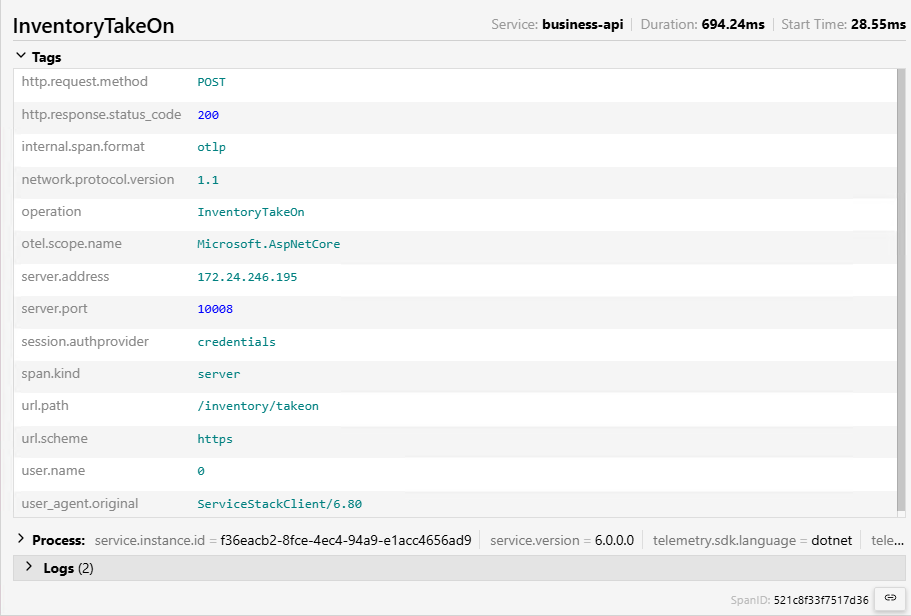 InventoryTakeOn Service: business-api Duration: 694.24ms Start Time: 28.55ms
Tags
http.request.method POST
http.response.status_code 200
internal.span.format otlp
network.protocol.version 1.1
operation InventoryTakeOn
otel.scope.name Microsoft.AspNetCore
server.address 172.24.246.195
server.port 10008
session.authprovider credentials
span.kind server
url.path /inventory/takeon
url.scheme https
user.name 0
user_agent.original ServiceStackClient/6.80
Process: service.instance.id = f36eacb2-8fce-4ec4-94a9-e1acc4656ad9 service.version = 6.0.0.0 telemetry.sdk.language = dotnet tele...
Logs (2)
SpanID: 521c8f33f7517d36